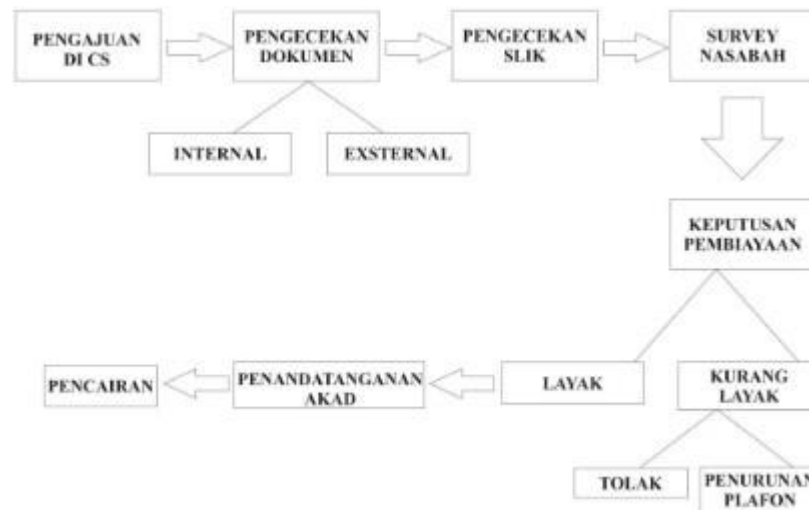 PENGAJUAN
DI CS
PENGECEKAN
DOKUMEN
PENGECEKAN
SLIK
SURVEY
NASABAH
INTERNAL
EXSTERNAL
KEPUTUSAN
PEMBIAYAAN
PENCAIRAN
PENANDATANGANAN
AKAD
LAYAK
KURANG
LAYAK
TOLAK
PENURUNAN
PLAFON